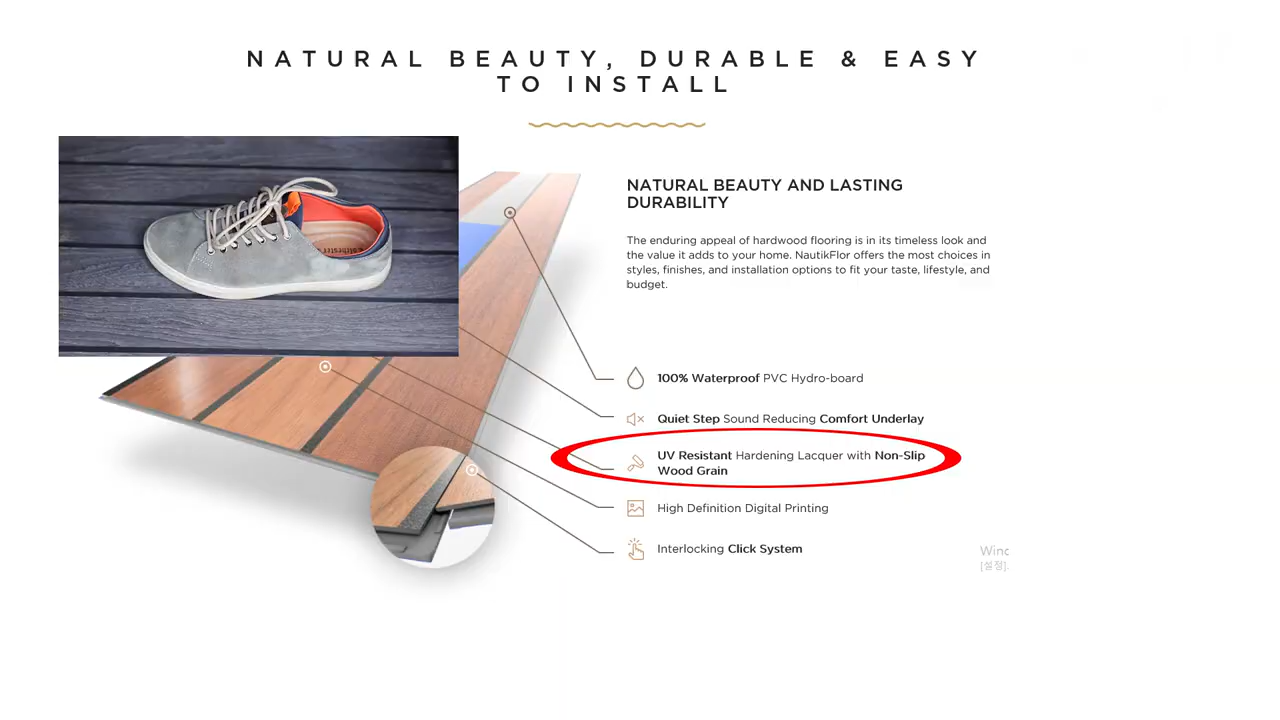 NATURAL BEAUTY, DURABLE & EASY
TO INSTALL
NATURAL BEAUTY AND LASTING
DURABILITY
The enduring appeal of hardwood flooring is in its timeless look and
the value it adds to your home. NautikFlor offers the most choices in
styles, finishes, and installation options to fit your taste, lifestyle, and
budget.
100% Waterproof PVC Hydro-board
Quiet Step Sound Reducing Comfort Underlay
UV Resistant Hardening Lacquer with Non-Slip
Wood Grain
High Definition Digital Printing
Interlocking Click System
[설정].